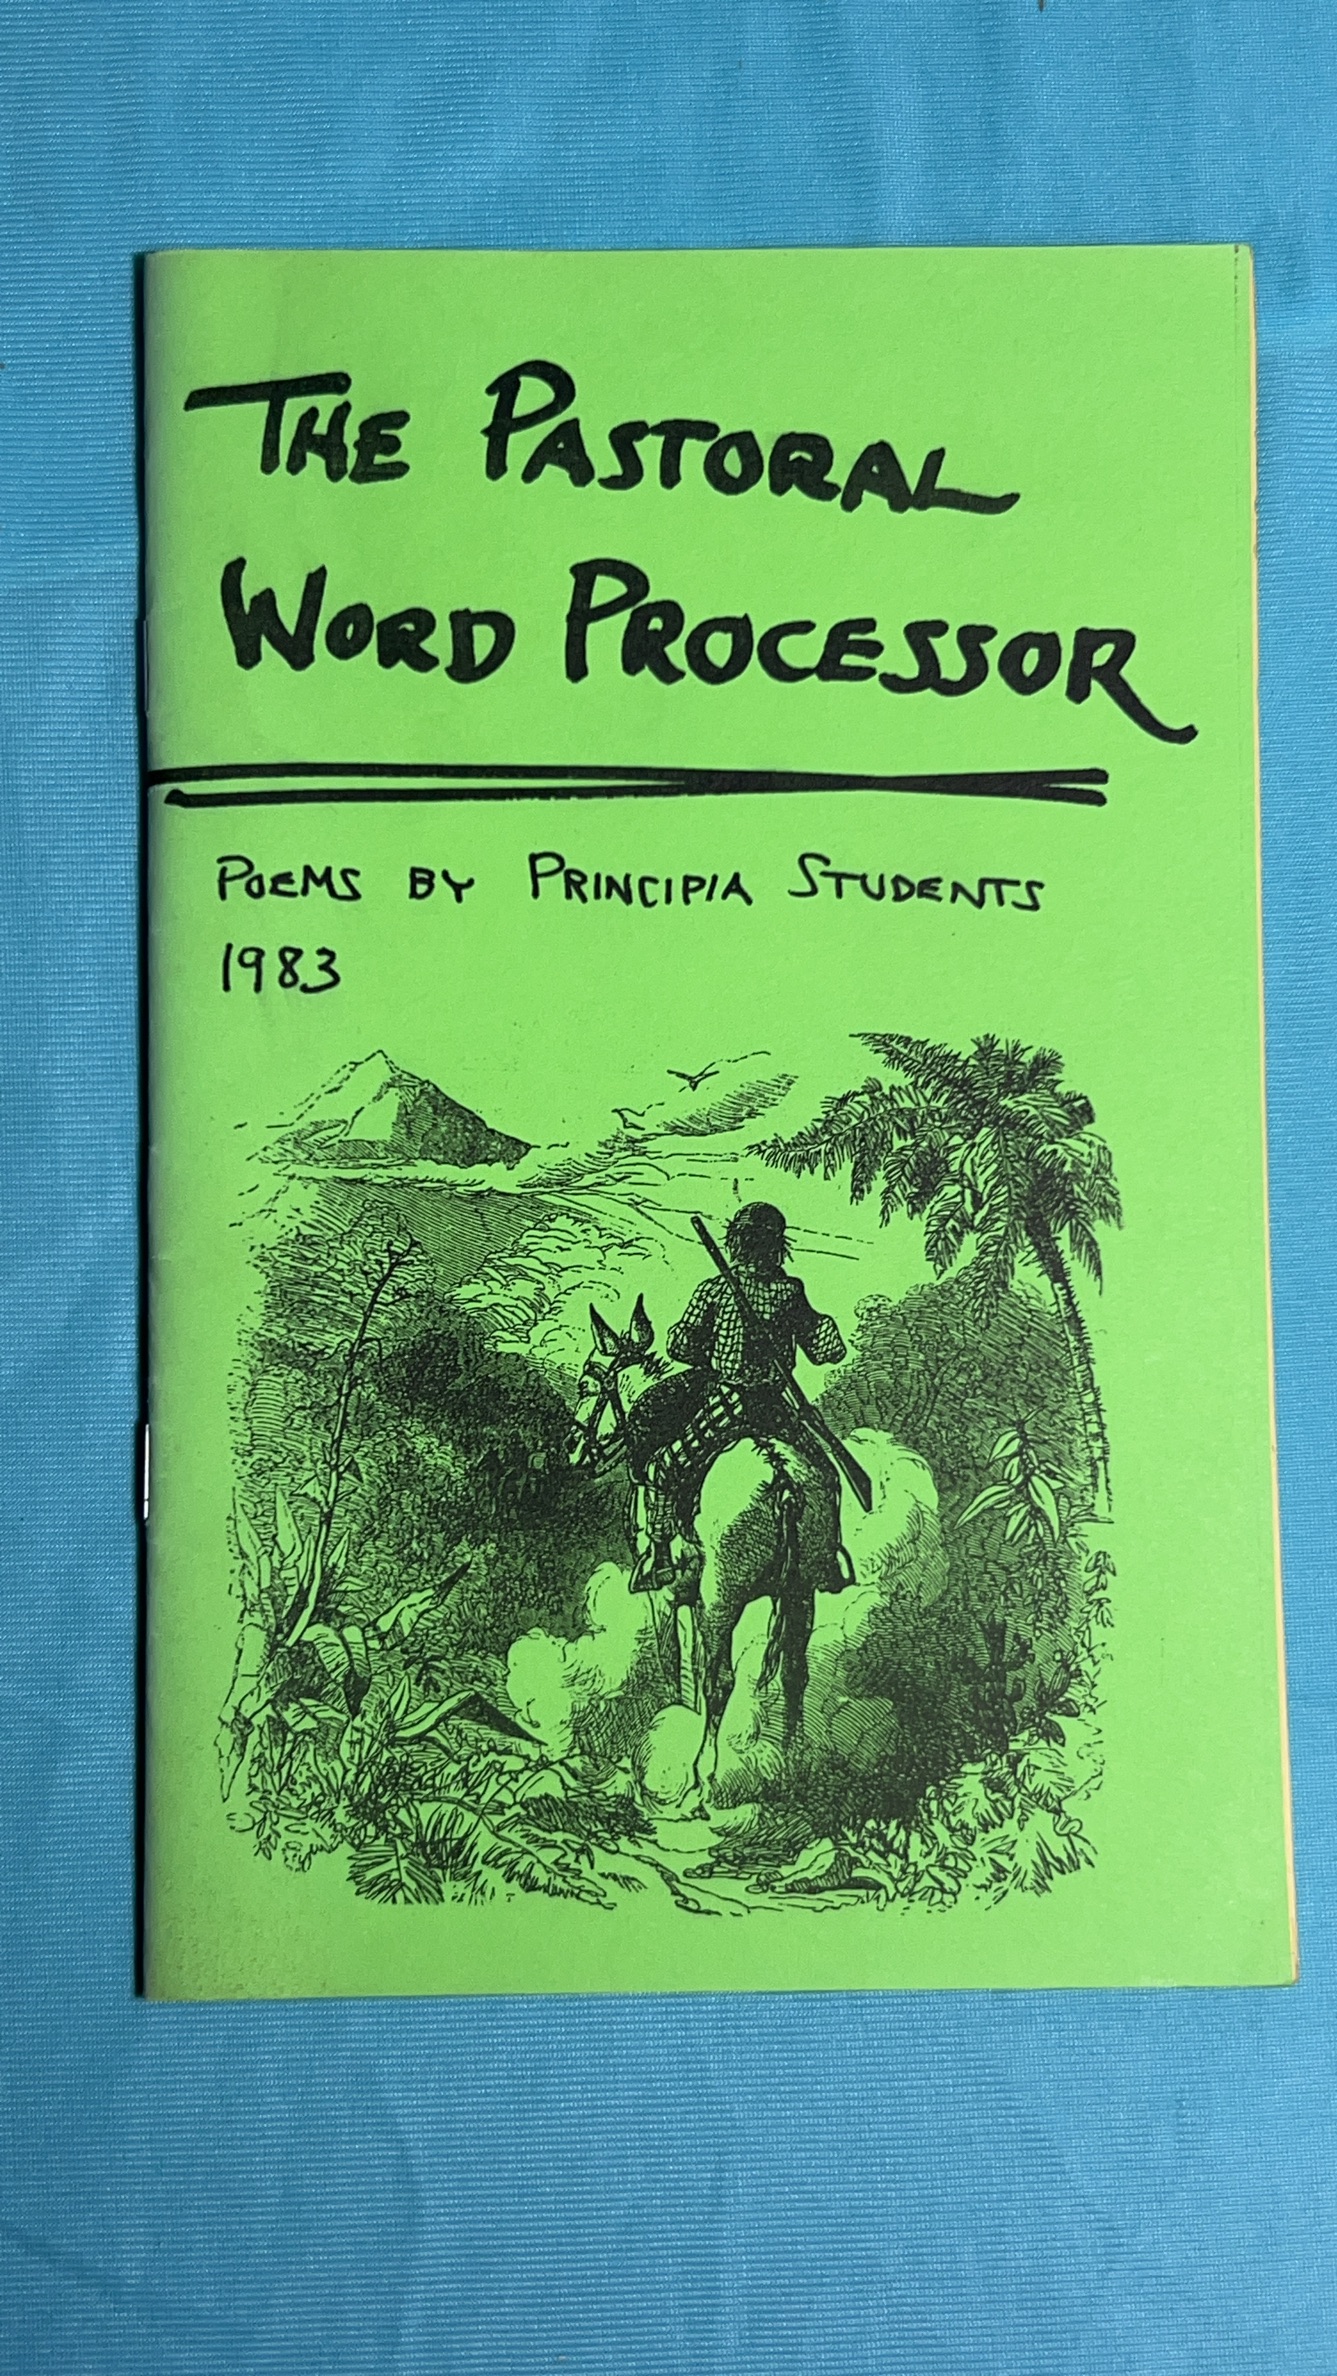 THE PASTORAL
WORD PROCESSOR
POEMS BY PRINCIPIA STUDENTS
1983